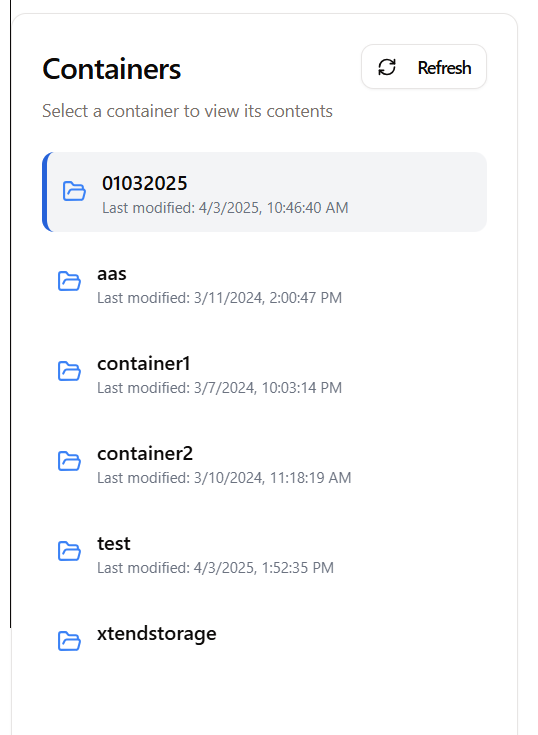 Containers
Refresh
Select a container to view its contents
01032025
Last modified: 4/3/2025, 10:46:40 AM
aas
Last modified: 3/11/2024, 2:00:47 PM
container1
Last modified: 3/7/2024, 10:03:14 PM
container2
Last modified: 3/10/2024, 11:18:19 AM
test
Last modified: 4/3/2025, 1:52:35 PM
xtendstorage